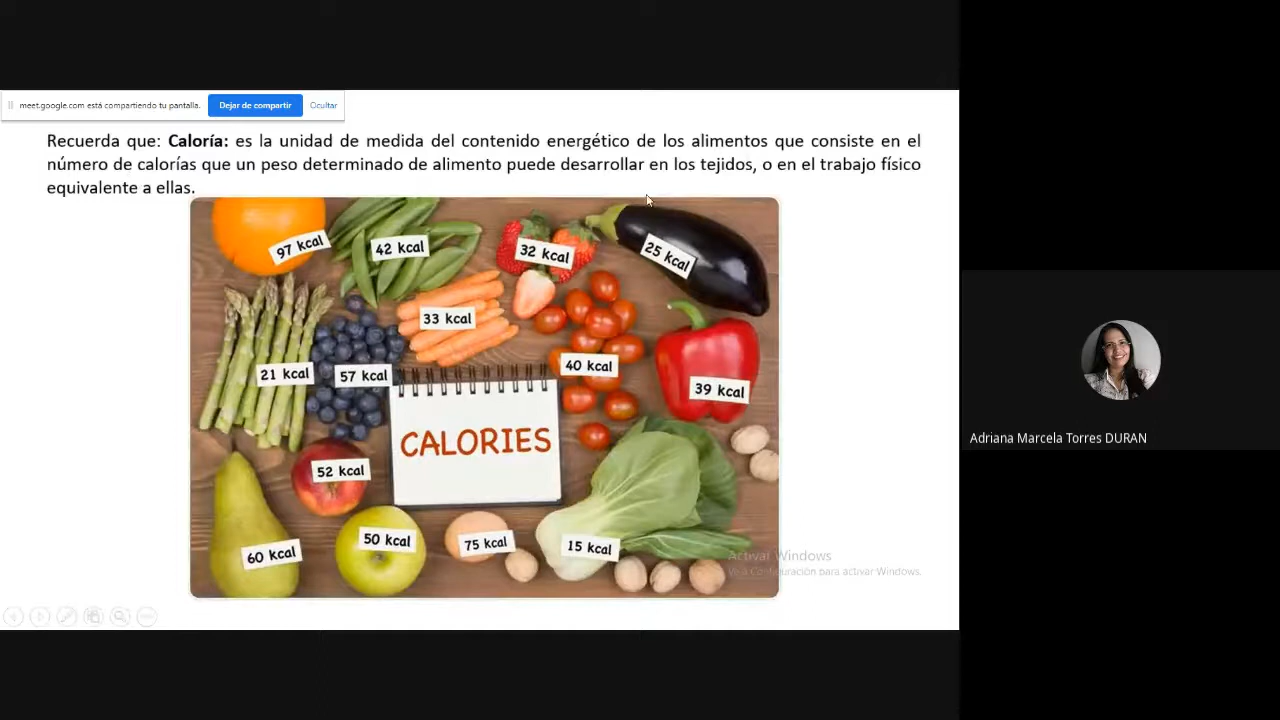 meet.google.com está compartiendo tu pantalla.
Dejar de compartir
Ocultar
Recuerda que: Caloría: es la unidad de medida del contenido energético de los alimentos que consiste en el
número de calorías que un peso determinado de alimento puede desarrollar en los tejidos, o en el trabajo físico
equivalente a ellas.
97 kcal
42 kcal
32 kcal
25 kcal
33 kcal
21 kcal
57 kcal
40 kcal
39 kcal
CALORIES
52 kcal
60 kcal
50 kcal
75 kcal
15 kcal
Activar Windows
Ve a Configuración para activar Windows.
Adriana Marcela Torres DURAN